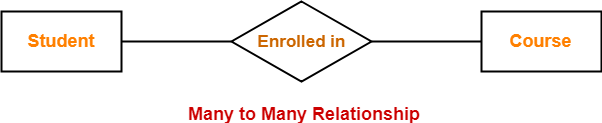 Student
Enrolled in
Course
Many to Many Relationship